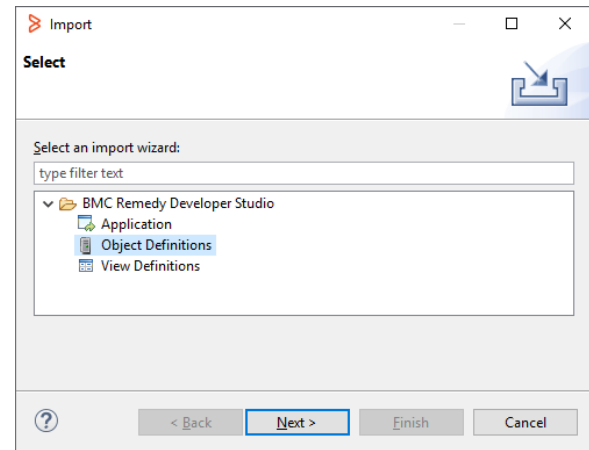 Import
Select
Select an import wizard:
type filter text
BMC Remedy Developer Studio
Application
Object Definitions
View Definitions
? < Back Next > Finish Cancel